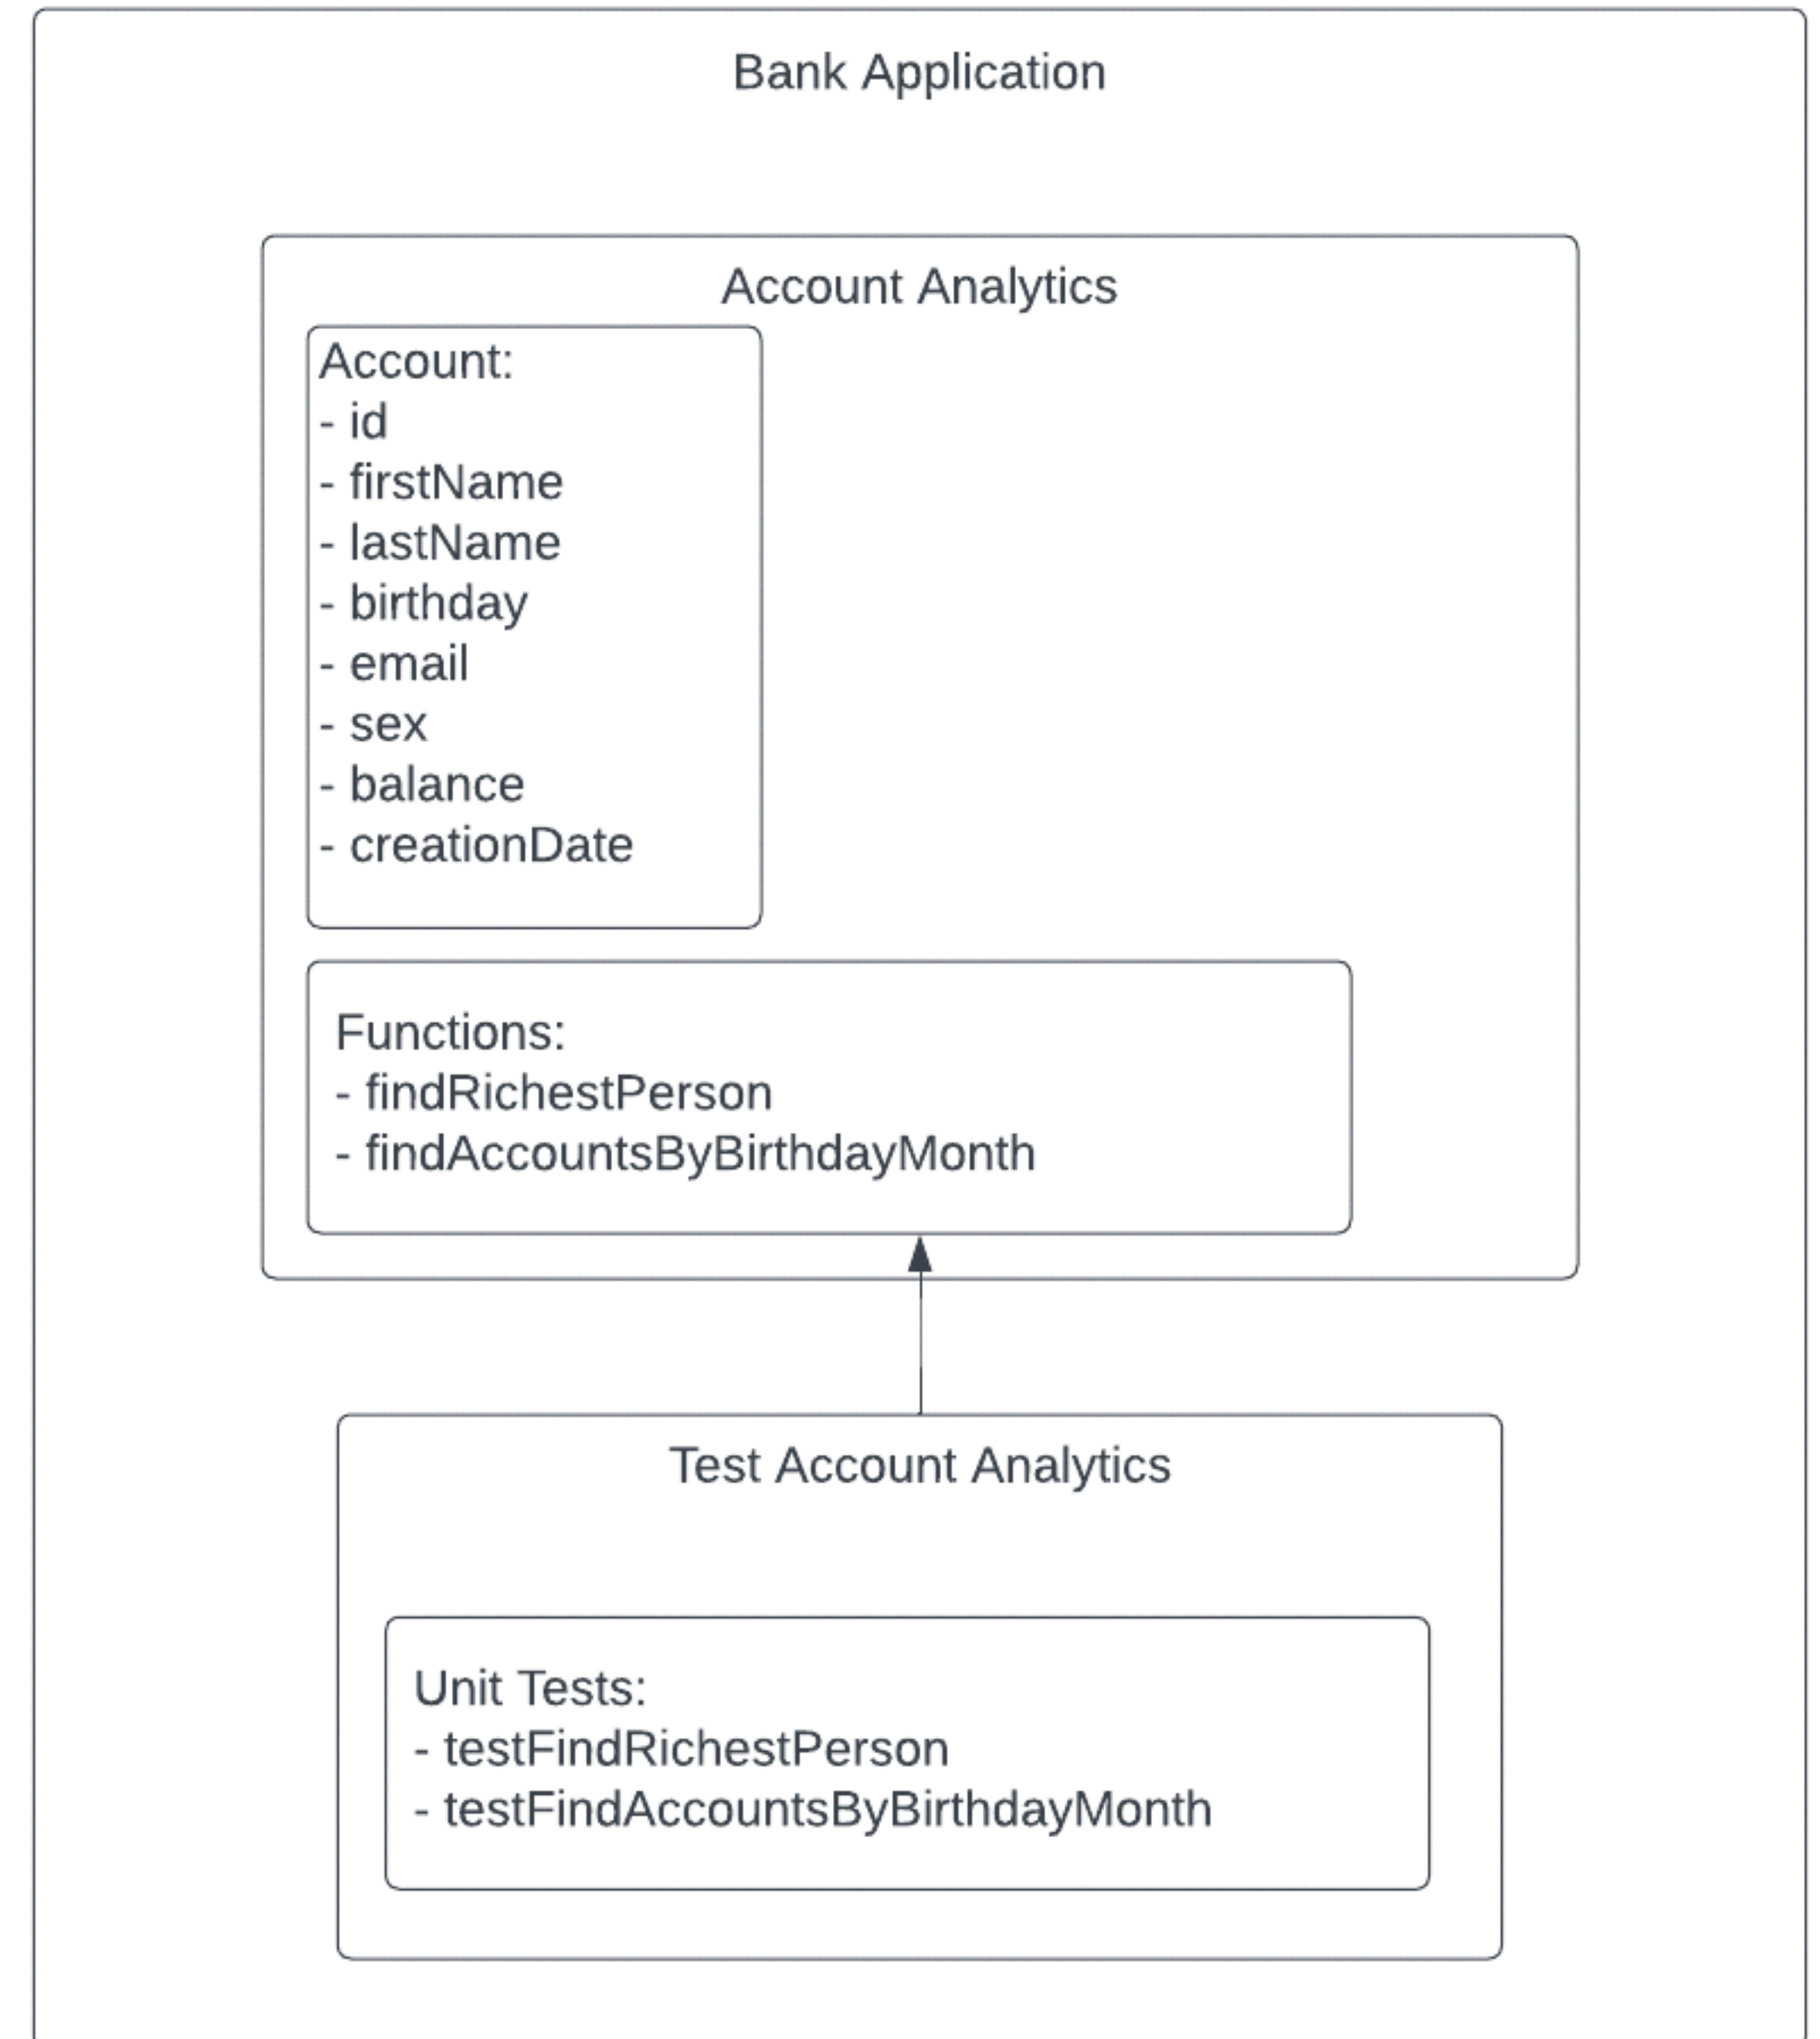 Bank Application
Account Analytics
Account:
- id
- firstName
- lastName
- birthday
- email
- sex
- balance
- creationDate
Functions:
- findRichestPerson
- findAccountsByBirthdayMonth
Test Account Analytics
Unit Tests:
- testFindRichestPerson
- testFindAccountsByBirthdayMonth